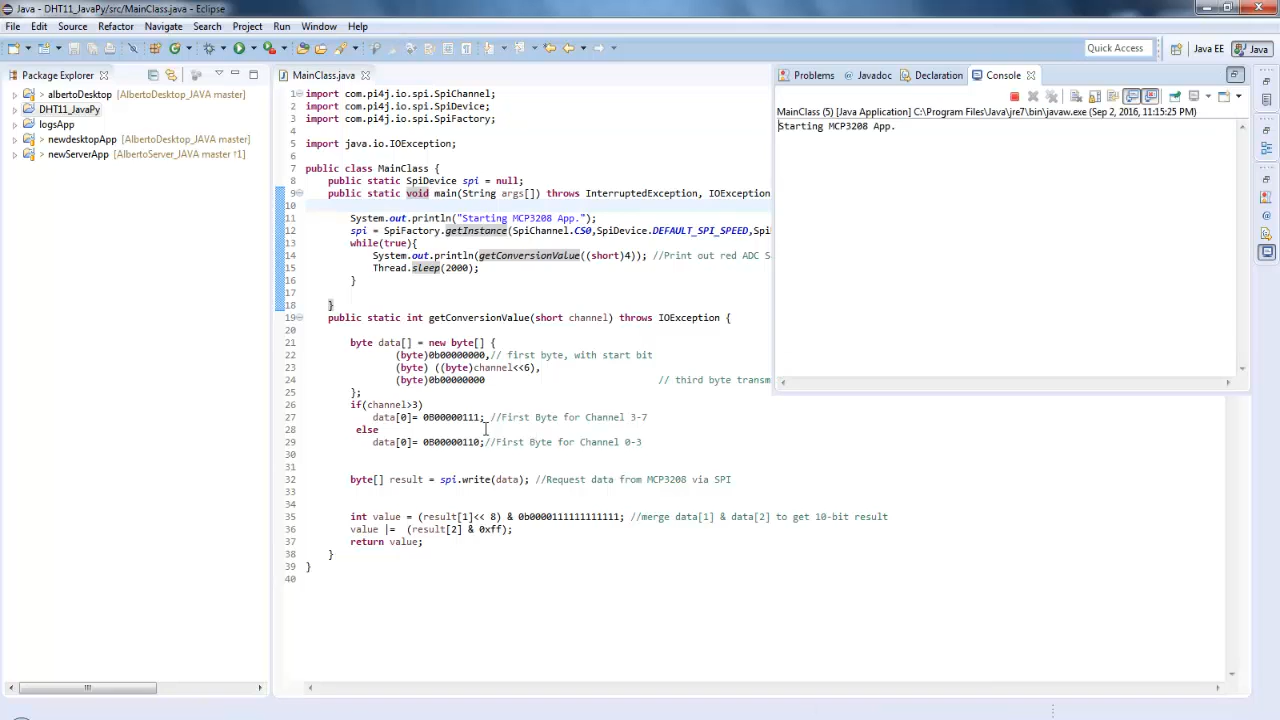 Java - DHT11_JavaPy/src/MainClass.java - Eclipse
File Edit Source Refactor Navigate Search Project Run Window Help
Quick Access Java EE Java
Package Explorer
> albertoDesktop [AlbertoDesktop_JAVA master]
DHT11_JavaPy
logsApp
> newdesktopApp [AlbertoDesktop_JAVA master]
> newServerApp [AlbertoServer_JAVA master ↑1]
MainClass.java
1 import com.pi4j.io.spi.SpiChannel;
2 import com.pi4j.io.spi.SpiDevice;
3 import com.pi4j.io.spi.SpiFactory;
4
5 import java.io.IOException;
6
7 public class MainClass {
8 public static SpiDevice spi = null;
9 public static void main(String args[]) throws InterruptedException, IOException
10
11 System.out.println("Starting MCP3208 App.");
12 spi = SpiFactory.getInstance(SpiChannel.CS0,SpiDevice.DEFAULT_SPI_SPEED,Spi
13 while(true){
14 System.out.println(getConversionValue((short)4)); //Print out red ADC S
15 Thread.sleep(2000);
16 }
17
18 }
19 public static int getConversionValue(short channel) throws IOException {
20
21 byte data[] = new byte[] {
22 (byte)0b00000000,// first byte, with start bit
23 (byte) ((byte)channel<<6),
24 (byte)0b00000000 // third byte transm
25 };
26 if(channel>3)
27 data[0]= 0B00000111; //First Byte for Channel 3-7
28 else
29 data[0]= 0B00000110;//First Byte for Channel 0-3
30
31
32 byte[] result = spi.write(data); //Request data from MCP3208 via SPI
33
34
35 int value = (result[1]<< 8) & 0b0000111111111111; //merge data[1] & data[2] to get 10-bit result
36 value |= (result[2] & 0xff);
37 return value;
38 }
39 }
40
Problems @ Javadoc Declaration Console
MainClass (5) [Java Application] C:\Program Files\Java\jre7\bin\javaw.exe (Sep 2, 2016, 11:15:25 PM)
Starting MCP3208 App.